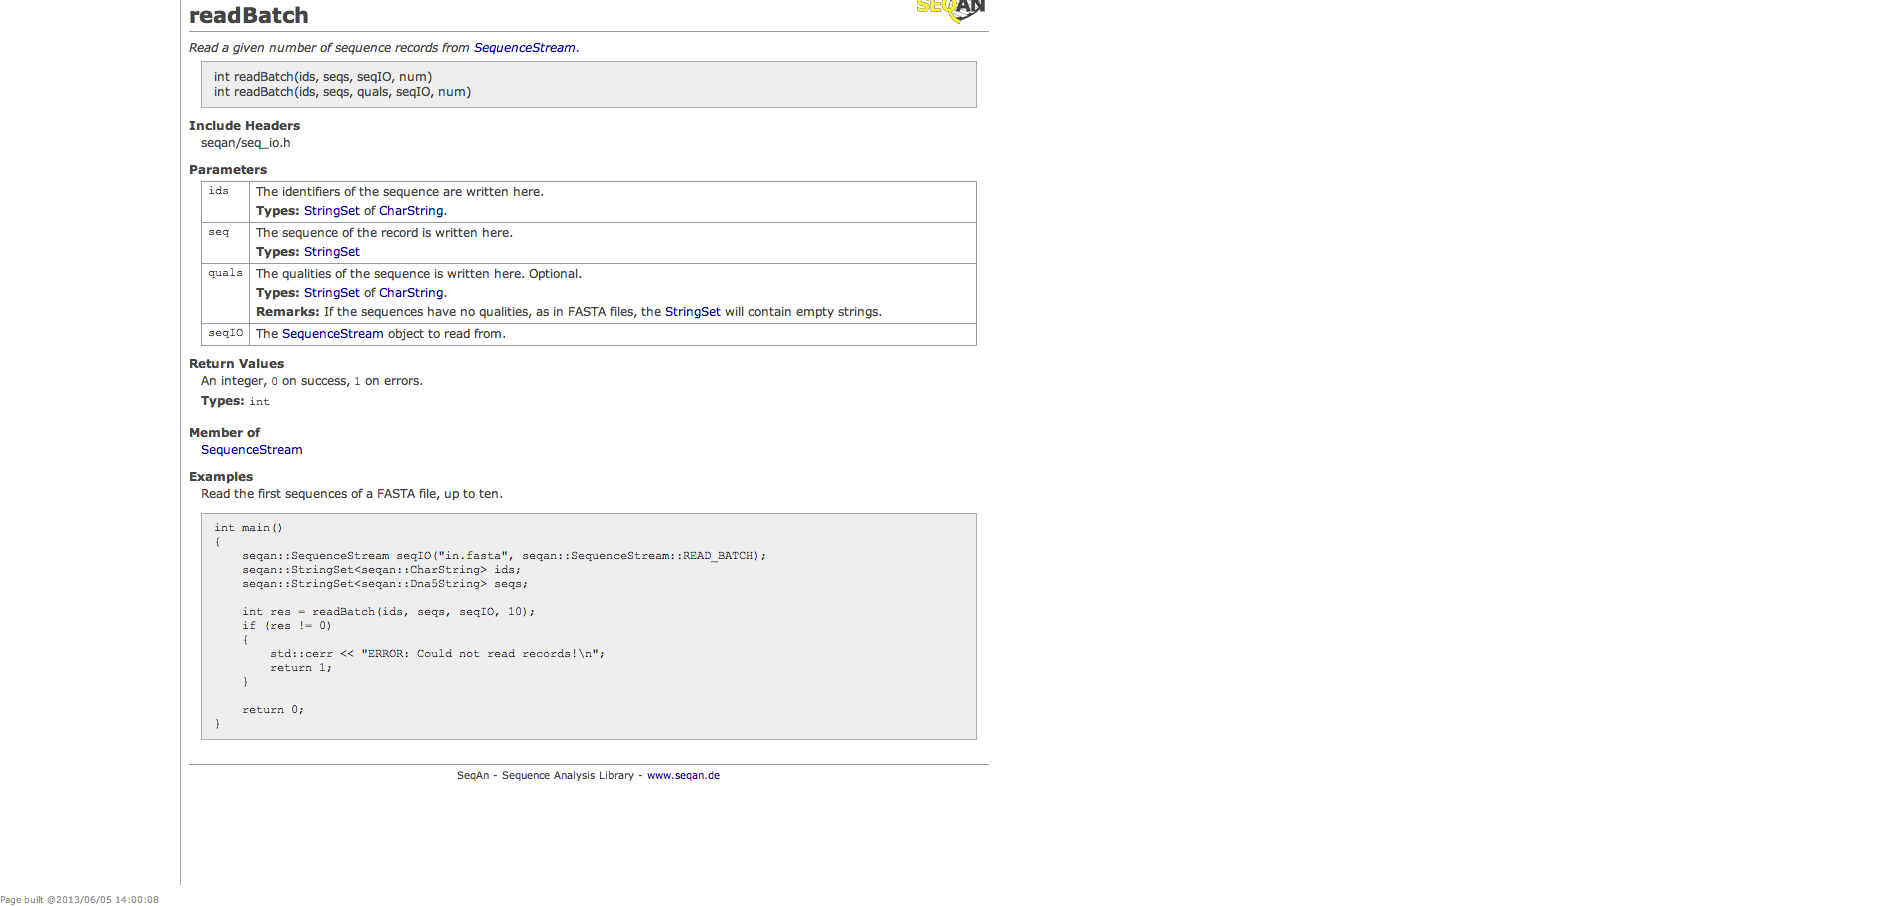 readBatch
SEQAN
Read a given number of sequence records from SequenceStream.
int readBatch(ids, seqs, seqIO, num)
int readBatch(ids, seqs, quals, seqIO, num)
Include Headers
seqan/seq_io.h
Parameters
ids The identifiers of the sequence are written here.
Types: StringSet of CharString.
seq The sequence of the record is written here.
Types: StringSet
quals The qualities of the sequence is written here. Optional.
Types: StringSet of CharString.
Remarks: If the sequences have no qualities, as in FASTA files, the StringSet will contain empty strings.
seqIO The SequenceStream object to read from.
Return Values
An integer, 0 on success, 1 on errors.
Types: int
Member of
SequenceStream
Examples
Read the first sequences of a FASTA file, up to ten.
int main()
{
    seqan::SequenceStream seqIO("in.fasta", seqan::SequenceStream::READ_BATCH);
    seqan::StringSet<seqan::CharString> ids;
    seqan::StringSet<seqan::Dna5String> seqs;
    int res = readBatch(ids, seqs, seqIO, 10);
    if (res != 0)
    {
        std::cerr << "ERROR: Could not read records!\n";
        return 1;
    }
    return 0;
}
SeqAn - Sequence Analysis Library - www.seqan.de
Page built @2013/06/05 14:00:08